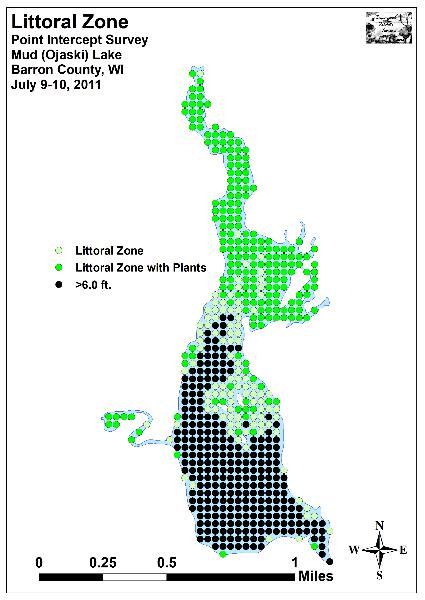 Littoral Zone
Point Intercept Survey
Mud (Ojaski) Lake
Barron County, WI
July 9-10, 2011
Littoral Zone
Littoral Zone with Plants
>6.0 ft.
N
W E
S
0 0.25 0.5 1
Miles